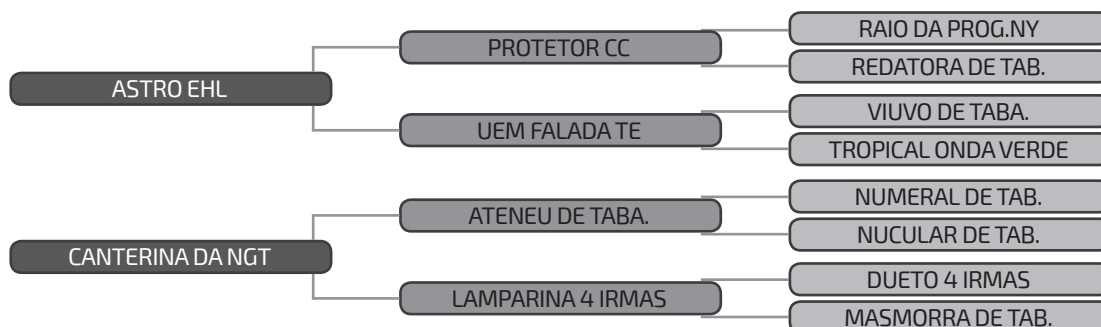 ASTRO EHL
PROTETOR CC
RAIO DA PROG.NY
REDATORA DE TAB.
UEM FALADA TE
VIUVO DE TABA.
TROPICAL ONDA VERDE
CANTERINA DA NGT
ATENEU DE TABA.
NUMERAL DE TAB.
NUCULAR DE TAB.
LAMPARINA 4 IRMAS
DUETO 4 IRMAS
MASMORRA DE TAB.